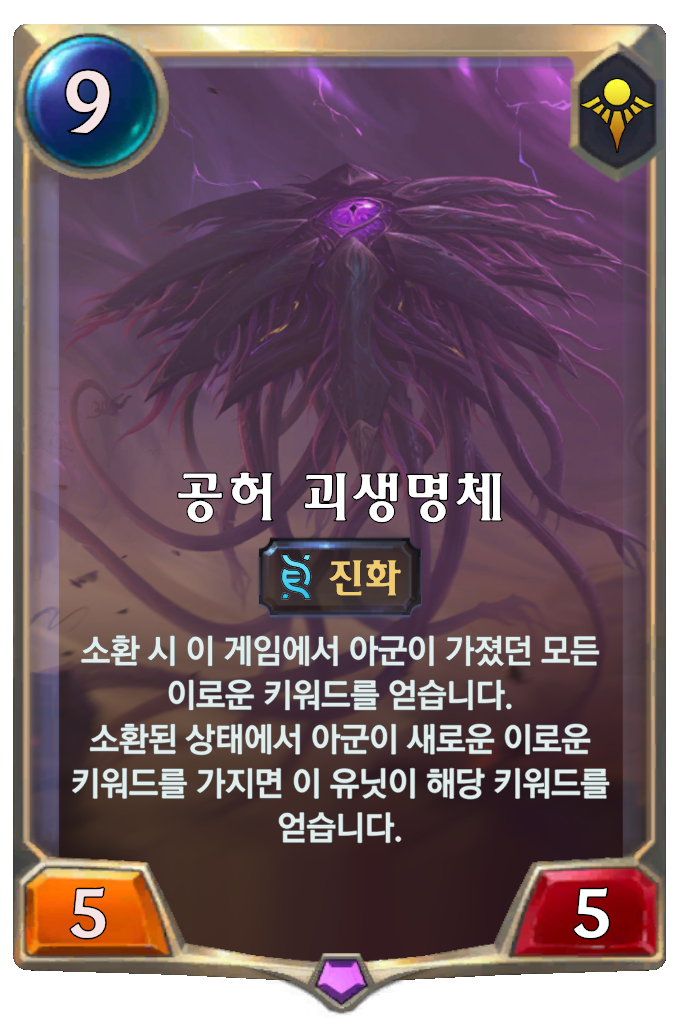 9
공허 괴생명체
진화
소환 시 이 게임에서 아군이 가졌던 모든
이로운 키워드를 얻습니다.
소환된 상태에서 아군이 새로운 이로운
키워드를 가지면 이 유닛이 해당 키워드를
얻습니다.
5
5